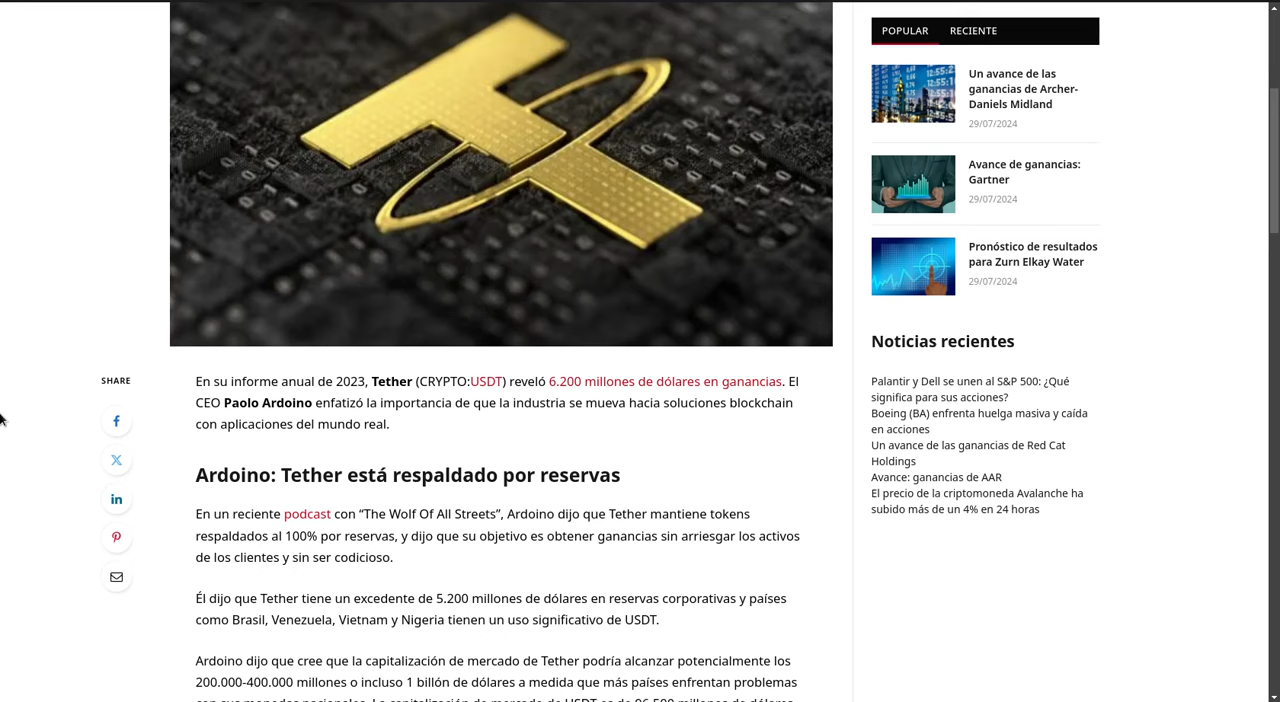 POPULAR
RECIENTE
Un avance de las
ganancias de Archer-
Daniels Midland
29/07/2024
Avance de ganancias:
Gartner
29/07/2024
Pronóstico de resultados
para Zurn Elkay Water
29/07/2024
Noticias recientes
Palantir y Dell se unen al S&P 500: ¿Qué
significa para sus acciones?
Boeing (BA) enfrenta huelga masiva y caída
en acciones
Un avance de las ganancias de Red Cat
Holdings
Avance: ganancias de AAR
El precio de la criptomoneda Avalanche ha
subido más de un 4% en 24 horas
SHARE
En su informe anual de 2023, Tether (CRYPTO:USDT) reveló 6.200 millones de dólares en ganancias. El
CEO Paolo Ardoino enfatizó la importancia de que la industria se mueva hacia soluciones blockchain
con aplicaciones del mundo real.
Ardoino: Tether está respaldado por reservas
En un reciente podcast con “The Wolf Of All Streets”, Ardoino dijo que Tether mantiene tokens
respaldados al 100% por reservas, y dijo que su objetivo es obtener ganancias sin arriesgar los activos
de los clientes y sin ser codicioso.
Él dijo que Tether tiene un excedente de 5.200 millones de dólares en reservas corporativas y países
como Brasil, Venezuela, Vietnam y Nigeria tienen un uso significativo de USDT.
Ardoino dijo que cree que la capitalización de mercado de Tether podría alcanzar potencialmente los
200.000-400.000 millones o incluso 1 billón de dólares a medida que más países enfrentan problemas